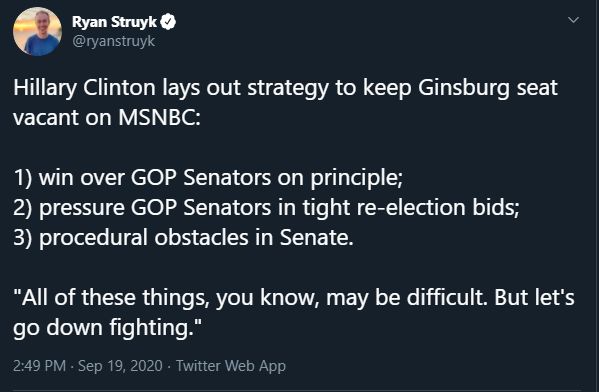 Ryan Struyk
@ryanstruyk
Hillary Clinton lays out strategy to keep Ginsburg seat
vacant on MSNBC:
1) win over GOP Senators on principle;
2) pressure GOP Senators in tight re-election bids;
3) procedural obstacles in Senate.
"All of these things, you know, may be difficult. But let's
go down fighting."
2:49 PM · Sep 19, 2020 · Twitter Web App